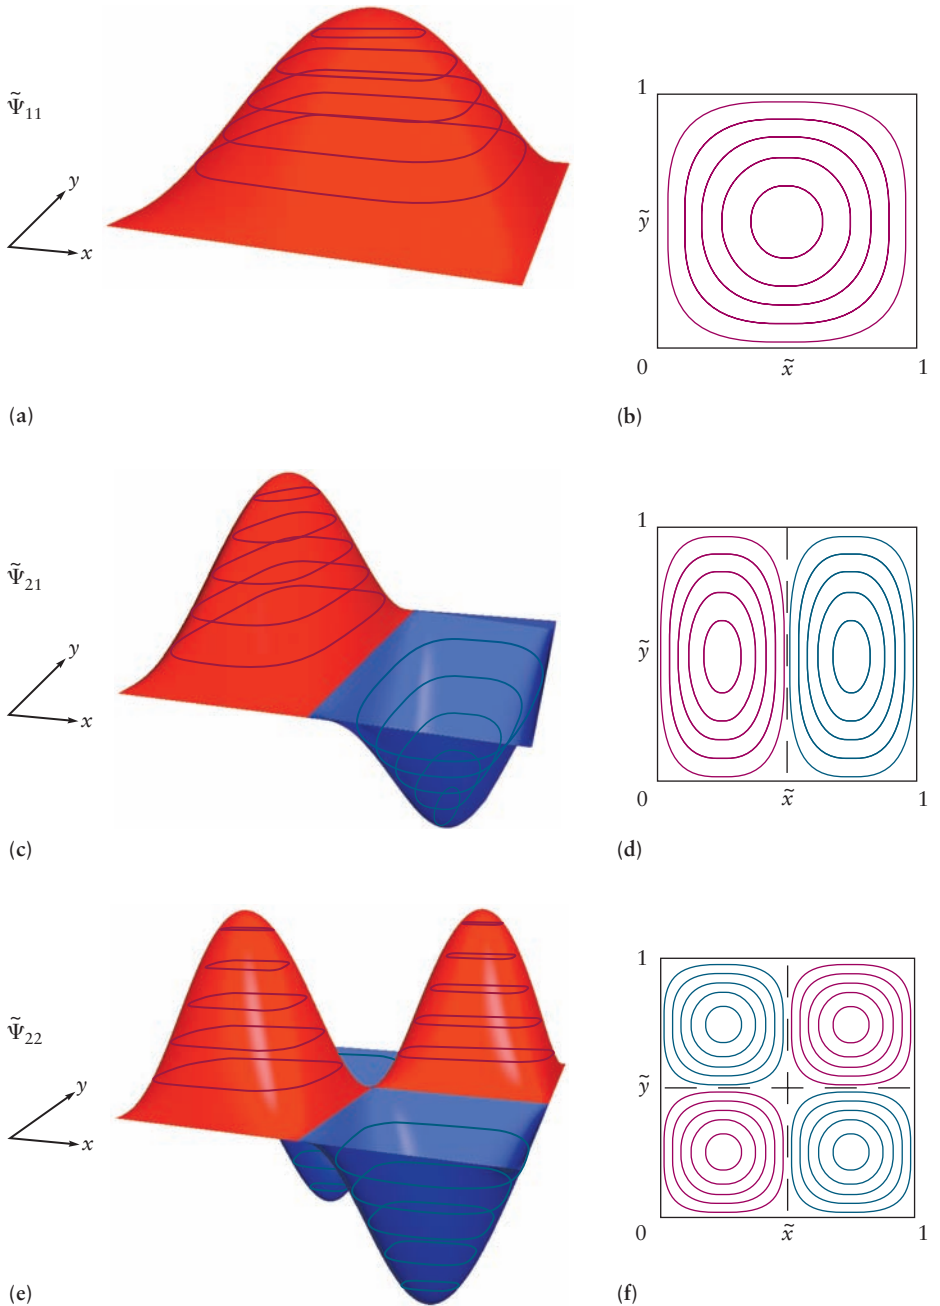 Ψ̃₁₁
y
x
(a)
1
ỹ
0
x̃
1
(b)
Ψ̃₂₁
y
x
(c)
1
ỹ
0
x̃
1
(d)
Ψ̃₂₂
y
x
(e)
1
ỹ
0
x̃
1
(f)